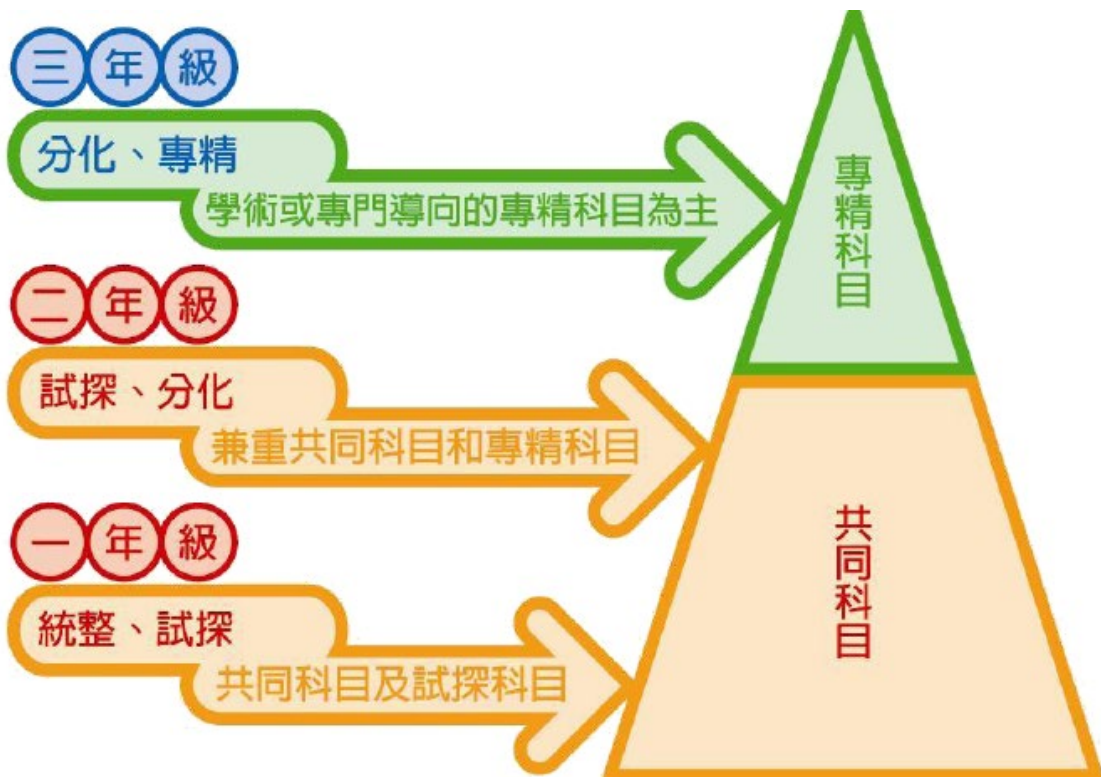 三年級
分化、專精
學術或專門導向的專精科目為主
二年級
試探、分化
兼重共同科目和專精科目
一年級
統整、試探
共同科目及試探科目
專精科目
共同科目